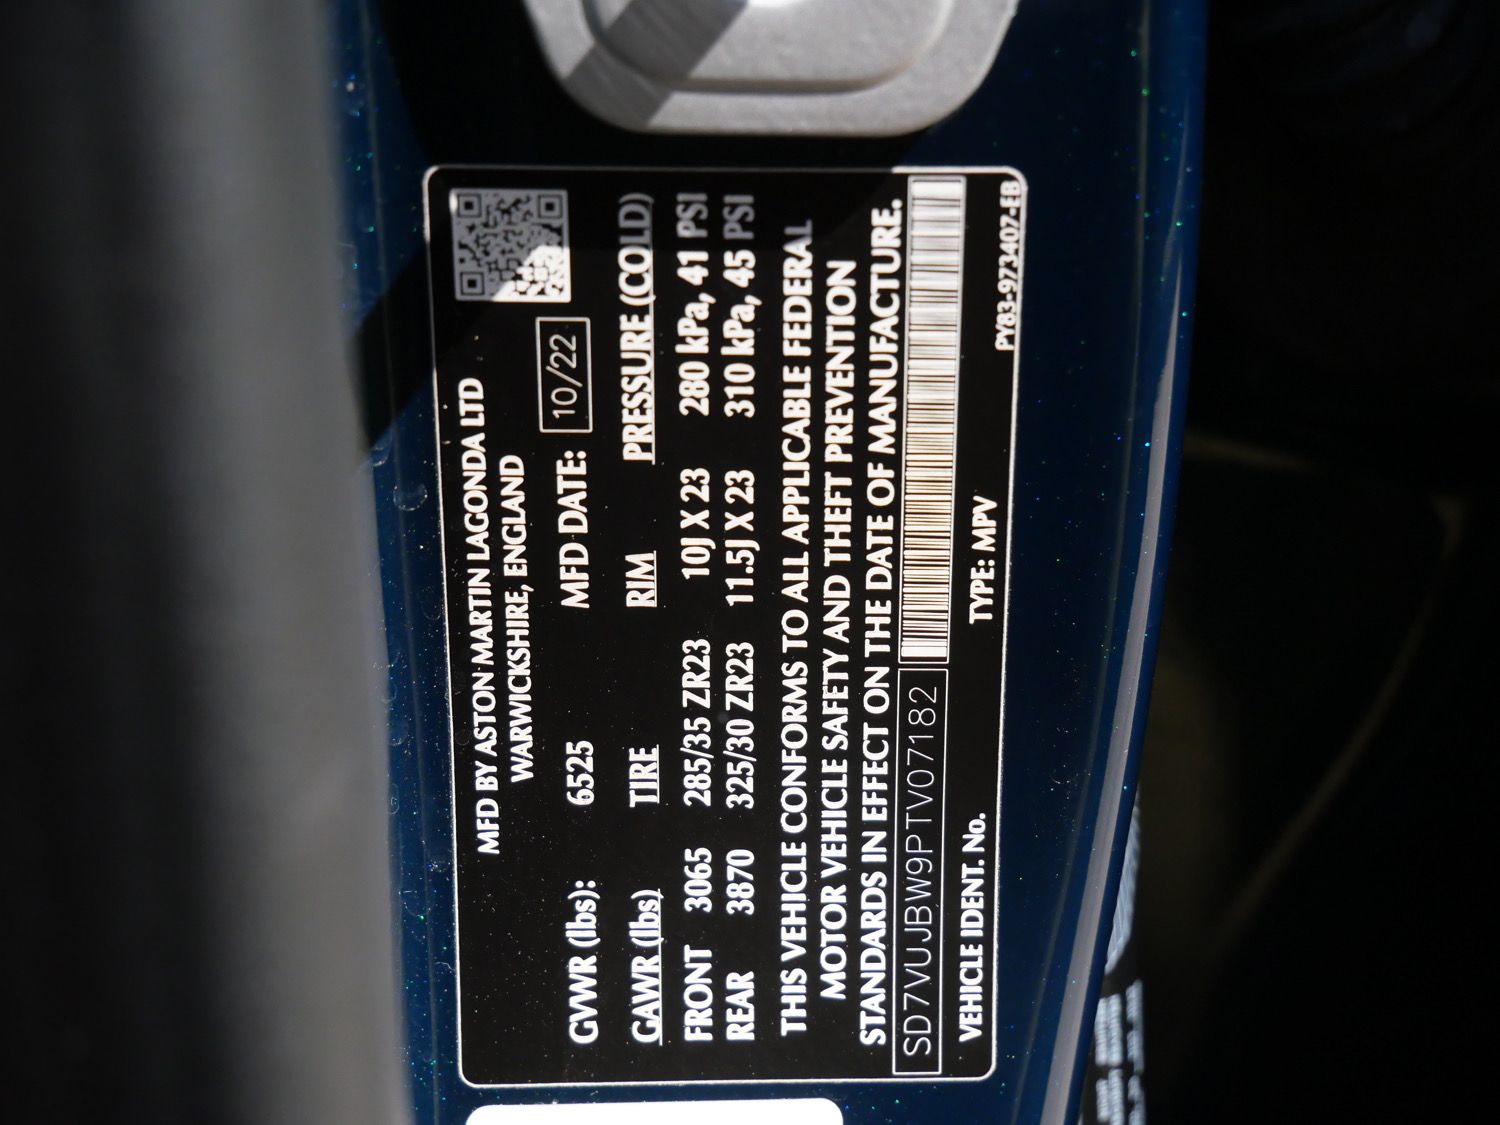 MFD BY ASTON MARTIN LAGONDA LTD
WARWICKSHIRE, ENGLAND
GVWR (lbs): 6525 MFD DATE: 10/22
GAWR (lbs) TIRE RIM PRESSURE (COLD)
FRONT 3065 285/35 ZR23 10J X 23 280 kPa, 41 PSI
REAR 3870 325/30 ZR23 11.5J X 23 310 kPa, 45 PSI
THIS VEHICLE CONFORMS TO ALL APPLICABLE FEDERAL
MOTOR VEHICLE SAFETY AND THEFT PREVENTION
STANDARDS IN EFFECT ON THE DATE OF MANUFACTURE.
SD7VUJBW9PTV07182
VEHICLE IDENT. No. TYPE: MPV PY83-973407-EB